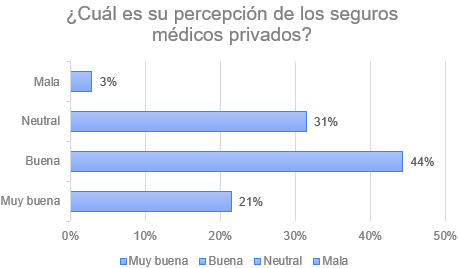 ¿Cuál es su percepción de los seguros
médicos privados?
Mala
3%
Neutral
31%
Buena
44%
Muy buena
21%
0% 10% 20% 30% 40% 50%
Muy buena Buena Neutral Mala